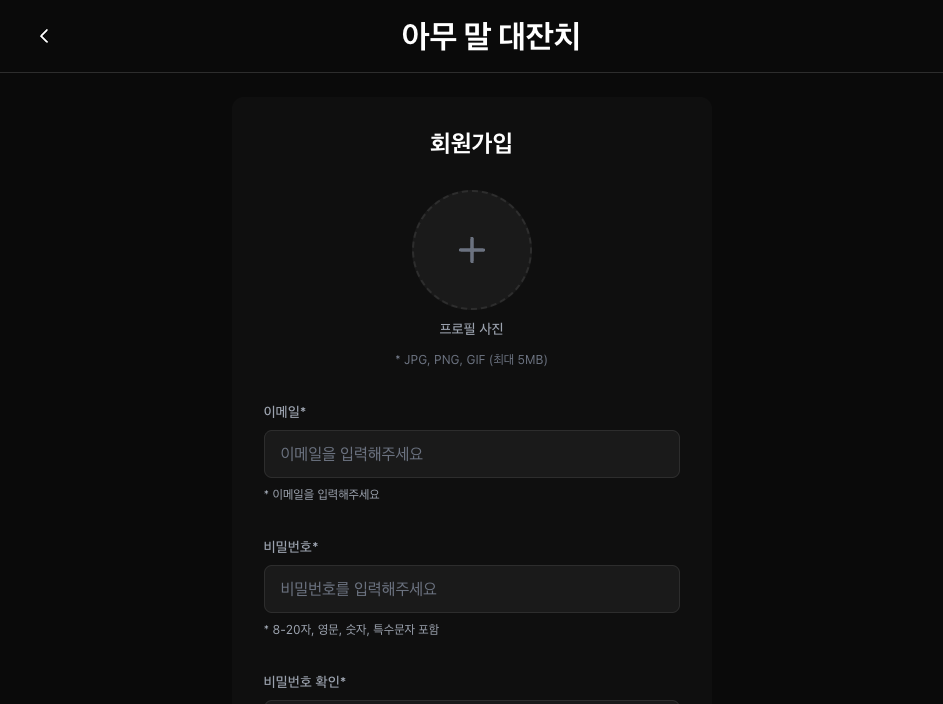 아무 말 대잔치
회원가입
프로필 사진
* JPG, PNG, GIF (최대 5MB)
이메일*
이메일을 입력해주세요
* 이메일을 입력해주세요
비밀번호*
비밀번호를 입력해주세요
* 8-20자, 영문, 숫자, 특수문자 포함
비밀번호 확인*